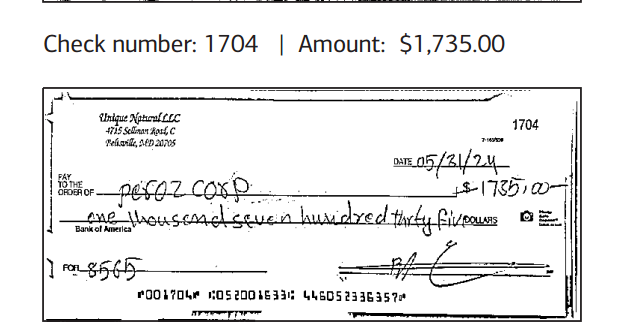 Check number: 1704 | Amount: $1,735.00
Unique Natural LLC
4715 Sellman Road, C
MD 20705
1704
DATE 05/31/24
PAY
TO THE
ORDER OF peroz corp $ 1735,00
one thousand seven hundred thirty five DOLLARS
Bank of America
FOR 8565
⑈001704⑈ ⑆052001633⑆ 446052336357⑈